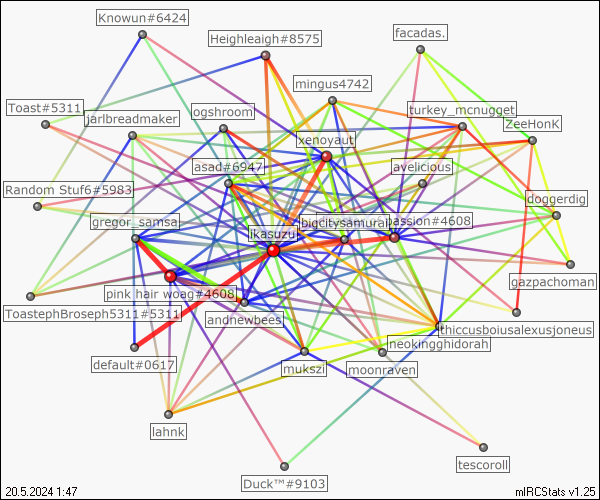 Knowun#6424
facadas.
Heighleaigh#8575
mingus4742
Toast#5311
ogshroom
turkey_mcnugget
jarlbreadmaker
ZeeHonK
xenoyaut
asad#6947
avelicious
Random Stuf6#5983
doggerdig
gregor_samsa
bigcitysamurai
passion#4608
ikasuzu
gazpachoman
pink hair woag#4608
ToastephBroseph5311#5311
andnewbees
thiccusboiusalexusjoneus
neokingghidorah
default#0617
mukszi
moonraven
lahnk
tescoroll
Duck™#9103
20.5.2024 1:47
mIRCStats v1.25